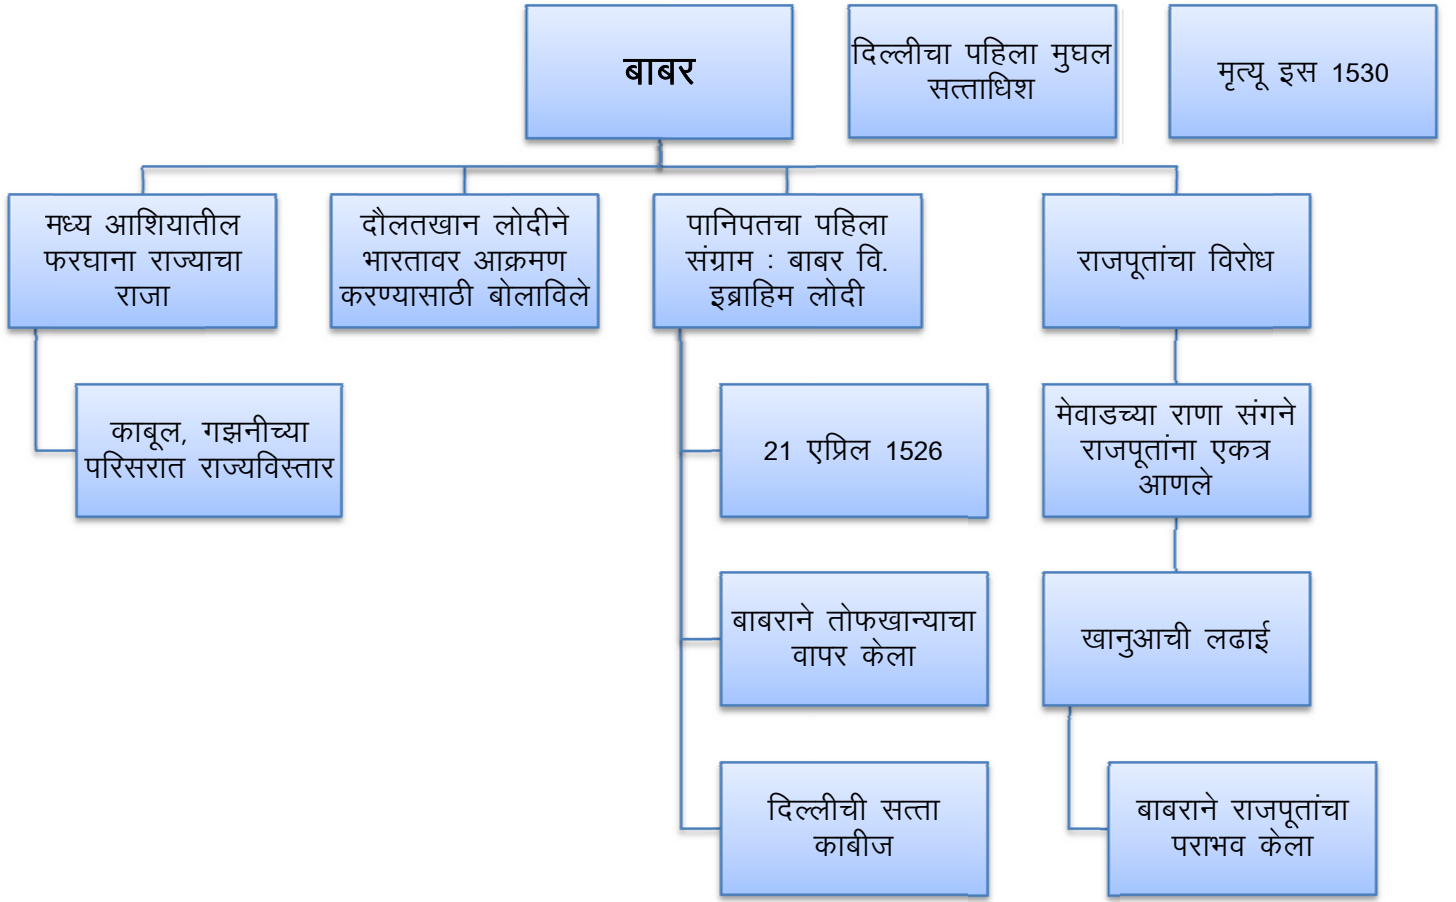 बाबर
दिल्लीचा पहिला मुघल
सत्ताधिश
मृत्यू इस 1530
मध्य आशियातील
फरघाना राज्याचा
राजा
दौलतखान लोदीने
भारतावर आक्रमण
करण्यासाठी बोलाविले
पानिपतचा पहिला
संग्राम : बाबर वि.
इब्राहिम लोदी
राजपूतांचा विरोध
काबूल, गझनीच्या
परिसरात राज्यविस्तार
21 एप्रिल 1526
मेवाडच्या राणा संगने
राजपूतांना एकत्र
आणले
बाबराने तोफखान्याचा
वापर केला
खानुआची लढाई
दिल्लीची सत्ता
काबीज
बाबराने राजपूतांचा
पराभव केला